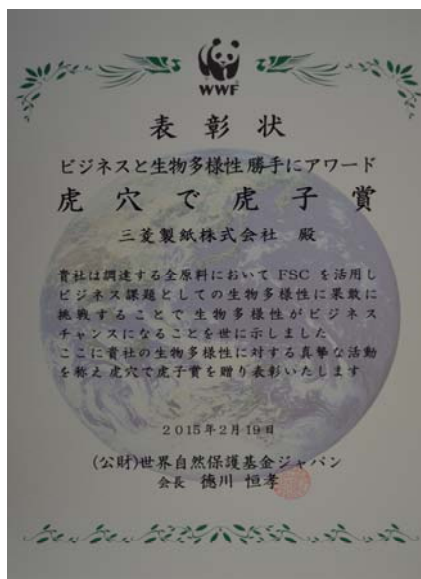 WWF
表彰状
ビジネスと生物多様性 勝手にアワード
虎穴で虎子賞
三菱製紙株式会社 殿
貴社は調達する全原料において FSC を活用し
ビジネス課題としての生物多様性に果敢に
挑戦することで 生物多様性がビジネス
チャンスになることを世に示しました
ここに貴社の生物多様性に対する真摯な活動
を称え 虎穴で虎子賞を贈り表彰いたします
2015年2月19日
(公財)世界自然保護基金ジャパン
会長 德川 恒孝